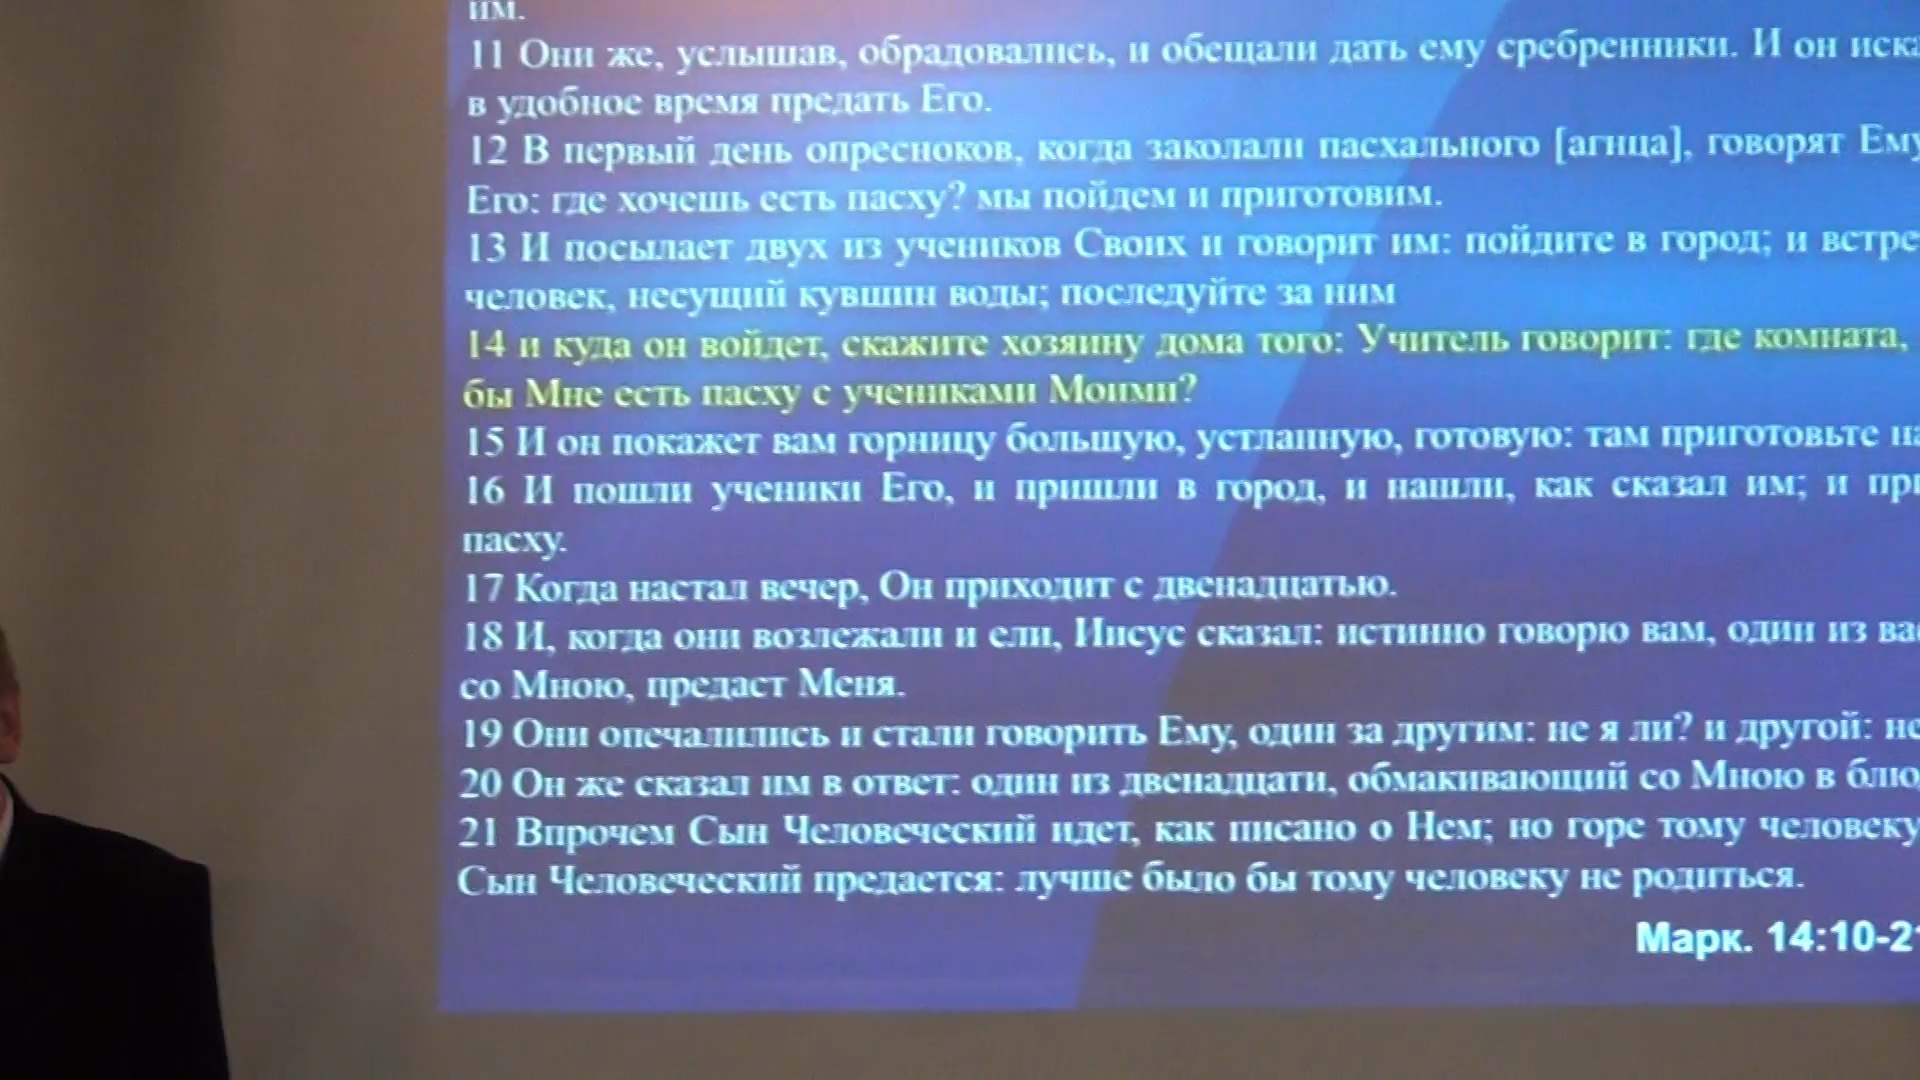 им.
11 Они же, услышав, обрадовались, и обещали дать ему сребренники. И он
в удобное время предать Его.
12 В первый день опресноков, когда заколали пасхального [агнца], говорят Ему
Его: где хочешь есть пасху? мы пойдем и приготовим.
13 И посылает двух из учеников Своих и говорит им: пойдите в город; и
человек, несущий кувшин воды; последуйте за ним
14 и куда он войдет, скажите хозяину дома того: Учитель говорит: где комната,
бы Мне есть пасху с учениками Моими?
15 И он покажет вам горницу большую, устланную, готовую: там приготовьте
16 И пошли ученики Его, и пришли в город, и нашли, как сказал им; и
пасху.
17 Когда настал вечер, Он приходит с двенадцатью.
18 И, когда они возлежали и ели, Иисус сказал: истинно говорю вам, один из
со Мною, предаст Меня.
19 Они опечалились и стали говорить Ему, один за другим: не я ли? и другой: не
20 Он же сказал им в ответ: один из двенадцати, обмакивающий со Мною в
21 Впрочем Сын Человеческий идет, как писано о Нем; но горе тому человеку
Сын Человеческий предается: лучше было бы тому человеку не родиться.
Марк. 14:10-21